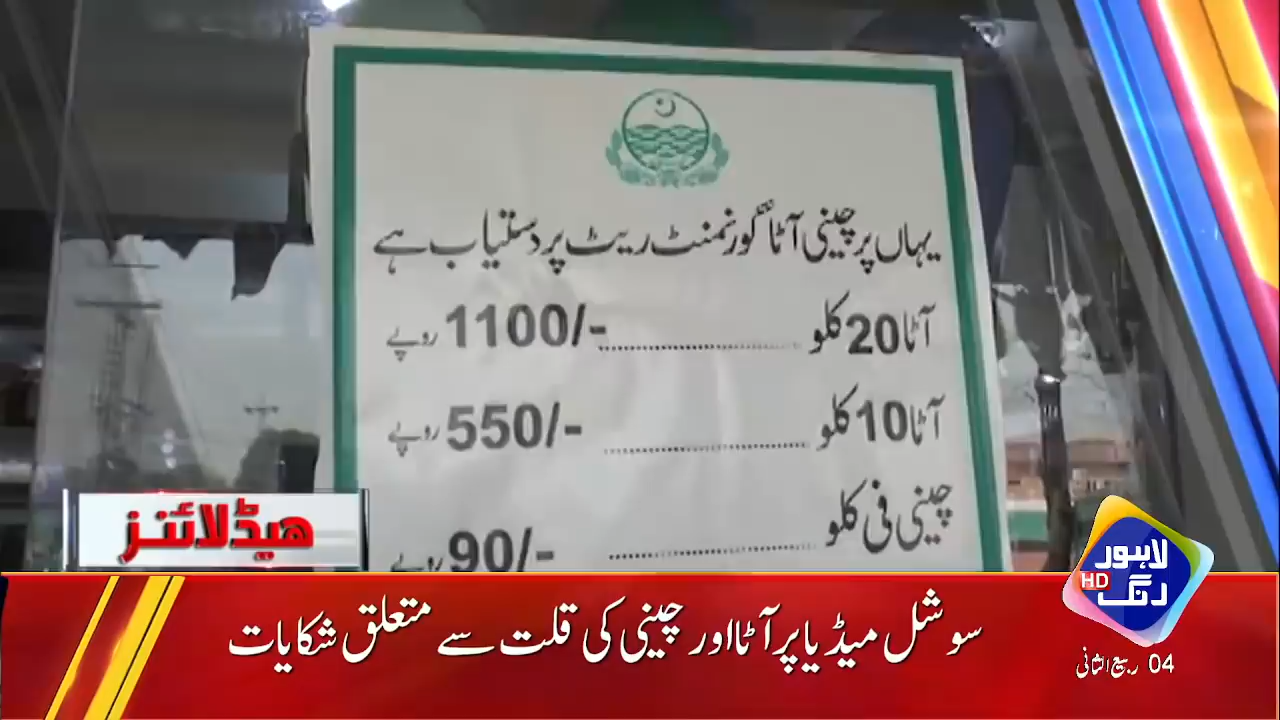 یہاں پر چینی آٹا گورنمنٹ ریٹ پر دستیاب ہے
آٹا 20 کلو ........................ 1100/- روپے
آٹا 10 کلو ........................ 550/- روپے
چینی فی کلو ........................ 90/- روپے
ھیڈلائنز
لاہور
HD رنگ
سوشل میڈیا پر آٹا اور چینی کی قلت سے متعلق شکایات
04 ربیع الثانی